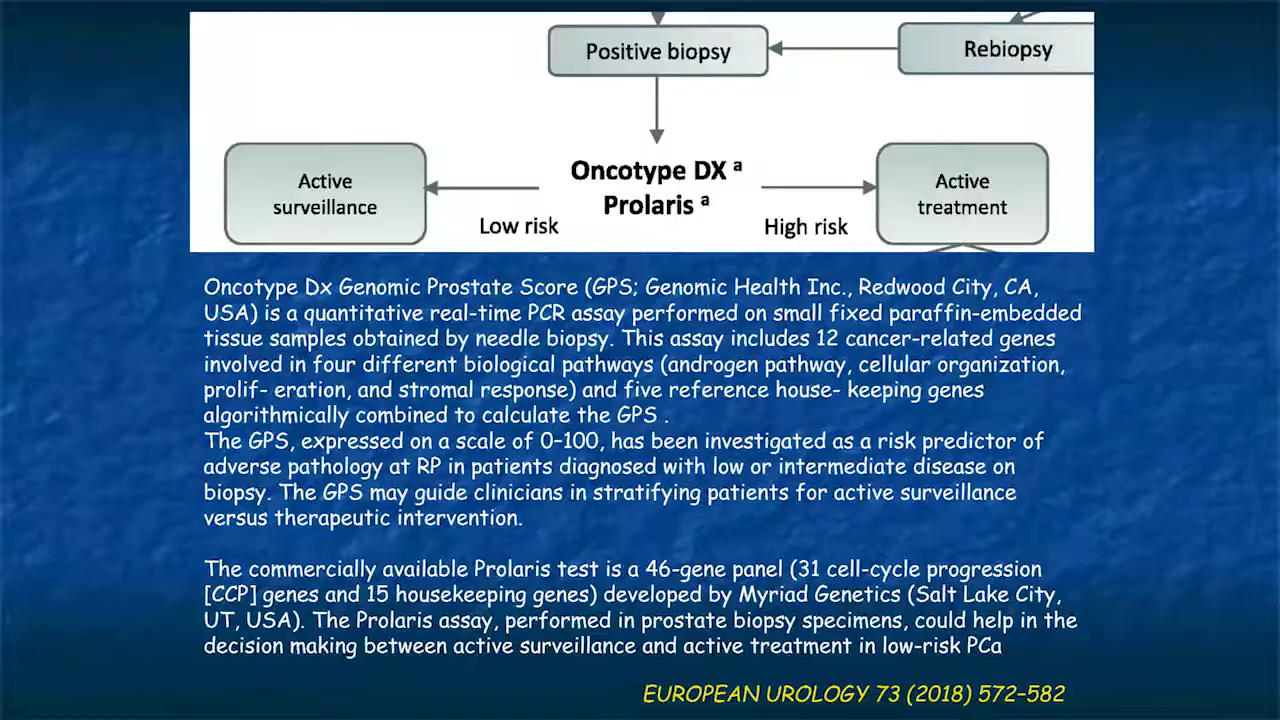 Positive biopsy
Rebiopsy
Active
surveillance
Oncotype DX ᵃ
Prolaris ᵃ
Low risk
High risk
Active
treatment
Oncotype Dx Genomic Prostate Score (GPS; Genomic Health Inc., Redwood City, CA,
USA) is a quantitative real-time PCR assay performed on small fixed paraffin-embedded
tissue samples obtained by needle biopsy. This assay includes 12 cancer-related genes
involved in four different biological pathways (androgen pathway, cellular organization,
prolif- eration, and stromal response) and five reference house- keeping genes
algorithmically combined to calculate the GPS .
The GPS, expressed on a scale of 0–100, has been investigated as a risk predictor of
adverse pathology at RP in patients diagnosed with low or intermediate disease on
biopsy. The GPS may guide clinicians in stratifying patients for active surveillance
versus therapeutic intervention.
The commercially available Prolaris test is a 46-gene panel (31 cell-cycle progression
[CCP] genes and 15 housekeeping genes) developed by Myriad Genetics (Salt Lake City,
UT, USA). The Prolaris assay, performed in prostate biopsy specimens, could help in the
decision making between active surveillance and active treatment in low-risk PCa
EUROPEAN UROLOGY 73 (2018) 572–582